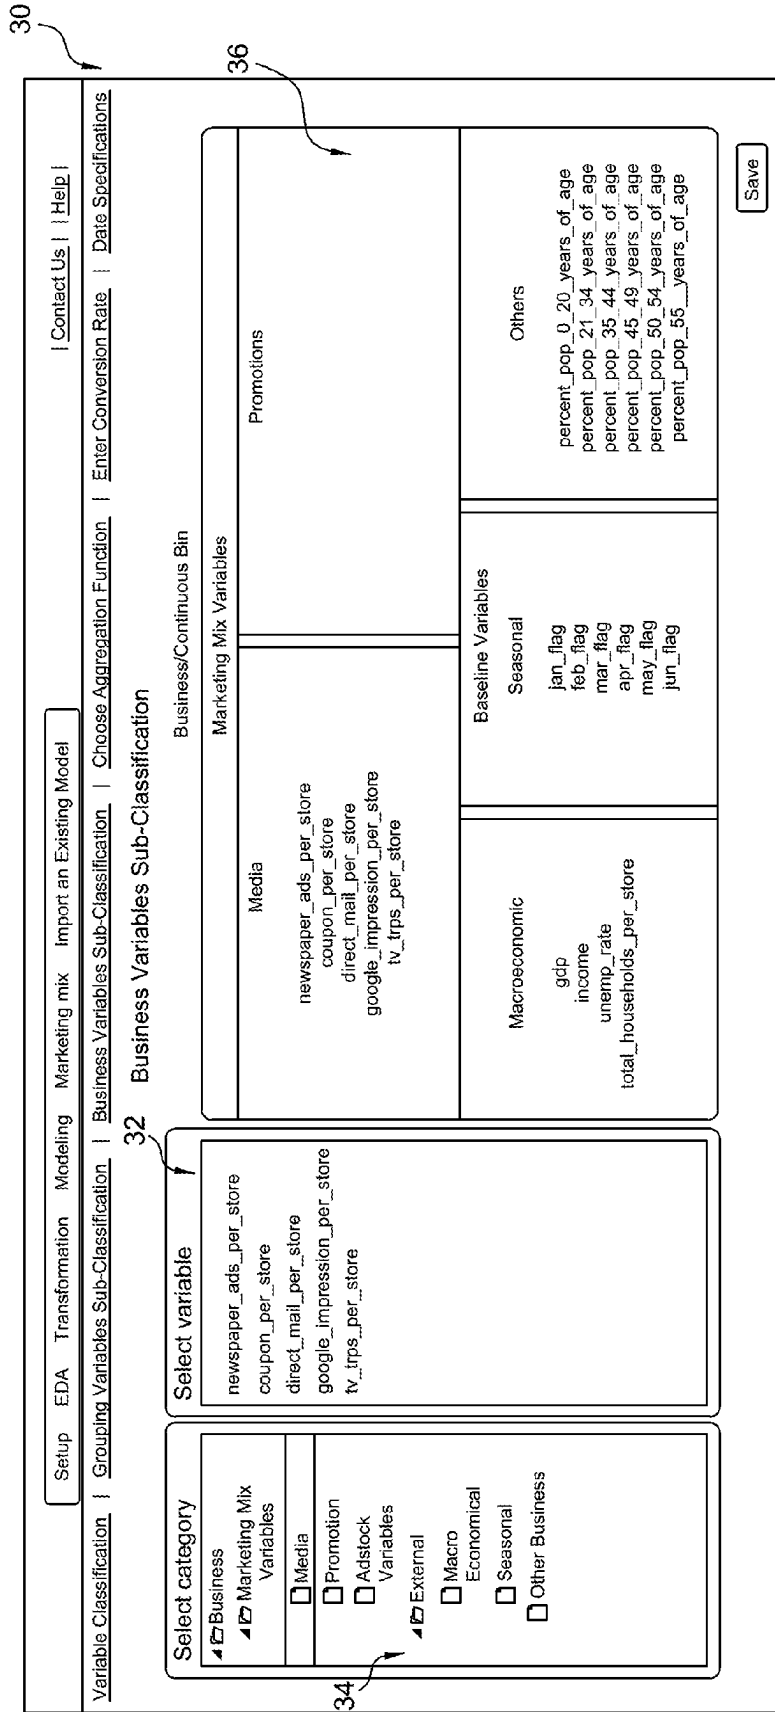 30
| Contact Us | | Help |
Setup EDA Transformation Modeling Marketing mix Import an Existing Model
Variable Classification | Grouping Variables Sub-Classification | Business Variables Sub-Classification | Choose Aggregation Function | Enter Conversion Rate | Date Specifications
Business Variables Sub-Classification
32
36
34
Select category
Business
Marketing Mix
Variables
Media
Promotion
Adstock
Variables
External
Macro
Economical
Seasonal
Other Business
Select variable
newspaper_ads_per_store
coupon_per_store
direct_mail_per_store
google_impression_per_store
tv_trps_per_store
Business/Continuous Bin
Marketing Mix Variables
Media
newspaper_ads_per_store
coupon_per_store
direct_mail_per_store
google_impression_per_store
tv_trps_per_store
Promotions
Baseline Variables
Macroeconomic
gdp
income
unemp_rate
total_households_per_store
Seasonal
jan_flag
feb_flag
mar_flag
apr_flag
may_flag
jun_flag
Others
percent_pop_0_20_years_of_age
percent_pop_21_34_years_of_age
percent_pop_35_44_years_of_age
percent_pop_45_49_years_of_age
percent_pop_50_54_years_of_age
percent_pop_55__years_of_age
Save